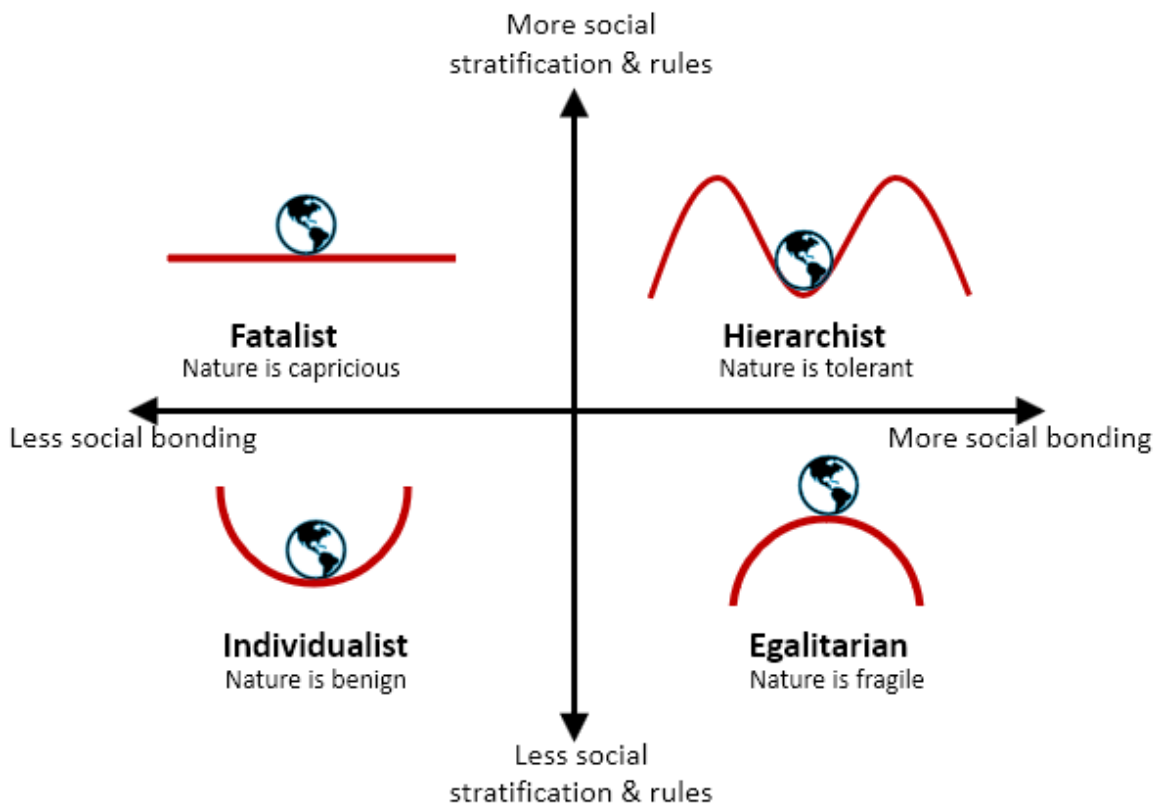 More social
stratification & rules
Fatalist
Nature is capricious
Hierarchist
Nature is tolerant
Less social bonding
More social bonding
Individualist
Nature is benign
Egalitarian
Nature is fragile
Less social
stratification & rules